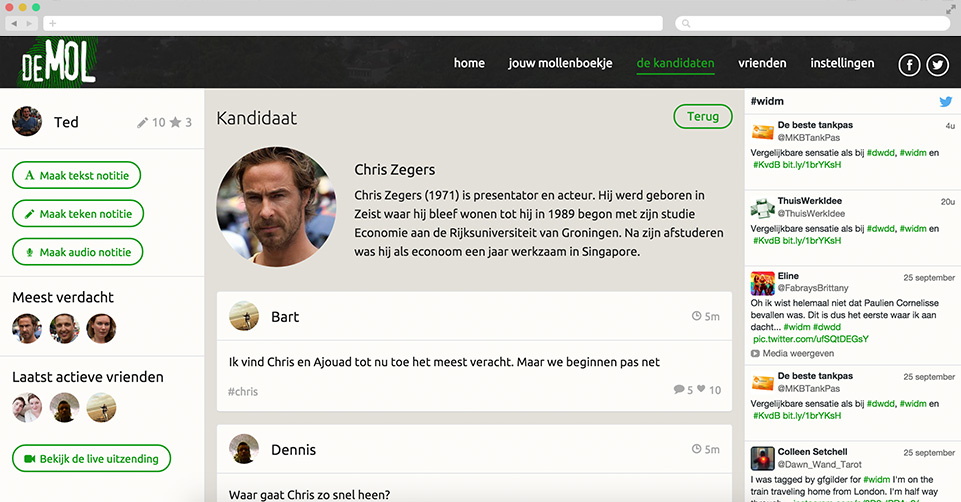 DE MOL
home jouw mollenboekje de kandidaten vrienden instellingen
Ted
10 3
A Maak tekst notitie
Maak teken notitie
Maak audio notitie
Meest verdacht
Laatst actieve vrienden
Bekijk de live uitzending
Kandidaat
Terug
Chris Zegers
Chris Zegers (1971) is presentator en acteur. Hij werd geboren in
Zeist waar hij bleef wonen tot hij in 1989 begon met zijn studie
Economie aan de Rijksuniversiteit van Groningen. Na zijn afstuderen
was hij als econoom een jaar werkzaam in Singapore.
Bart
5m
Ik vind Chris en Ajouad tot nu toe het meest veracht. Maar we beginnen pas net
#chris
5 10
Dennis
5m
Waar gaat Chris zo snel heen?
#widm
De beste tankpas 4u
@MKBTankPas
Vergelijkbare sensatie als bij #dwdd, #widm en
#KvdB bit.ly/1brYKsH
ThuisWerkIdee 20u
@ThuisWerkIdee
Vergelijkbare sensatie als bij #dwdd, #widm en
#KvdB bit.ly/1brYKsH
Eline 25 september
@FabraysBrittany
Oh ik wist helemaal niet dat Paulien Cornelisse
bevallen was. Dit is dus het eerste waar ik aan
dacht... #widm #dwdd
pic.twitter.com/ufSQtDEGsY
Media weergeven
De beste tankpas 25 september
@MKBTankPas
Vergelijkbare sensatie als bij #dwdd, #widm en
#KvdB bit.ly/1brYKsH
Colleen Setchell 25 september
@Dawn_Wand_Tarot
I was tagged by gfgilder for #widm I'm on the
train traveling home from London. I'm half way